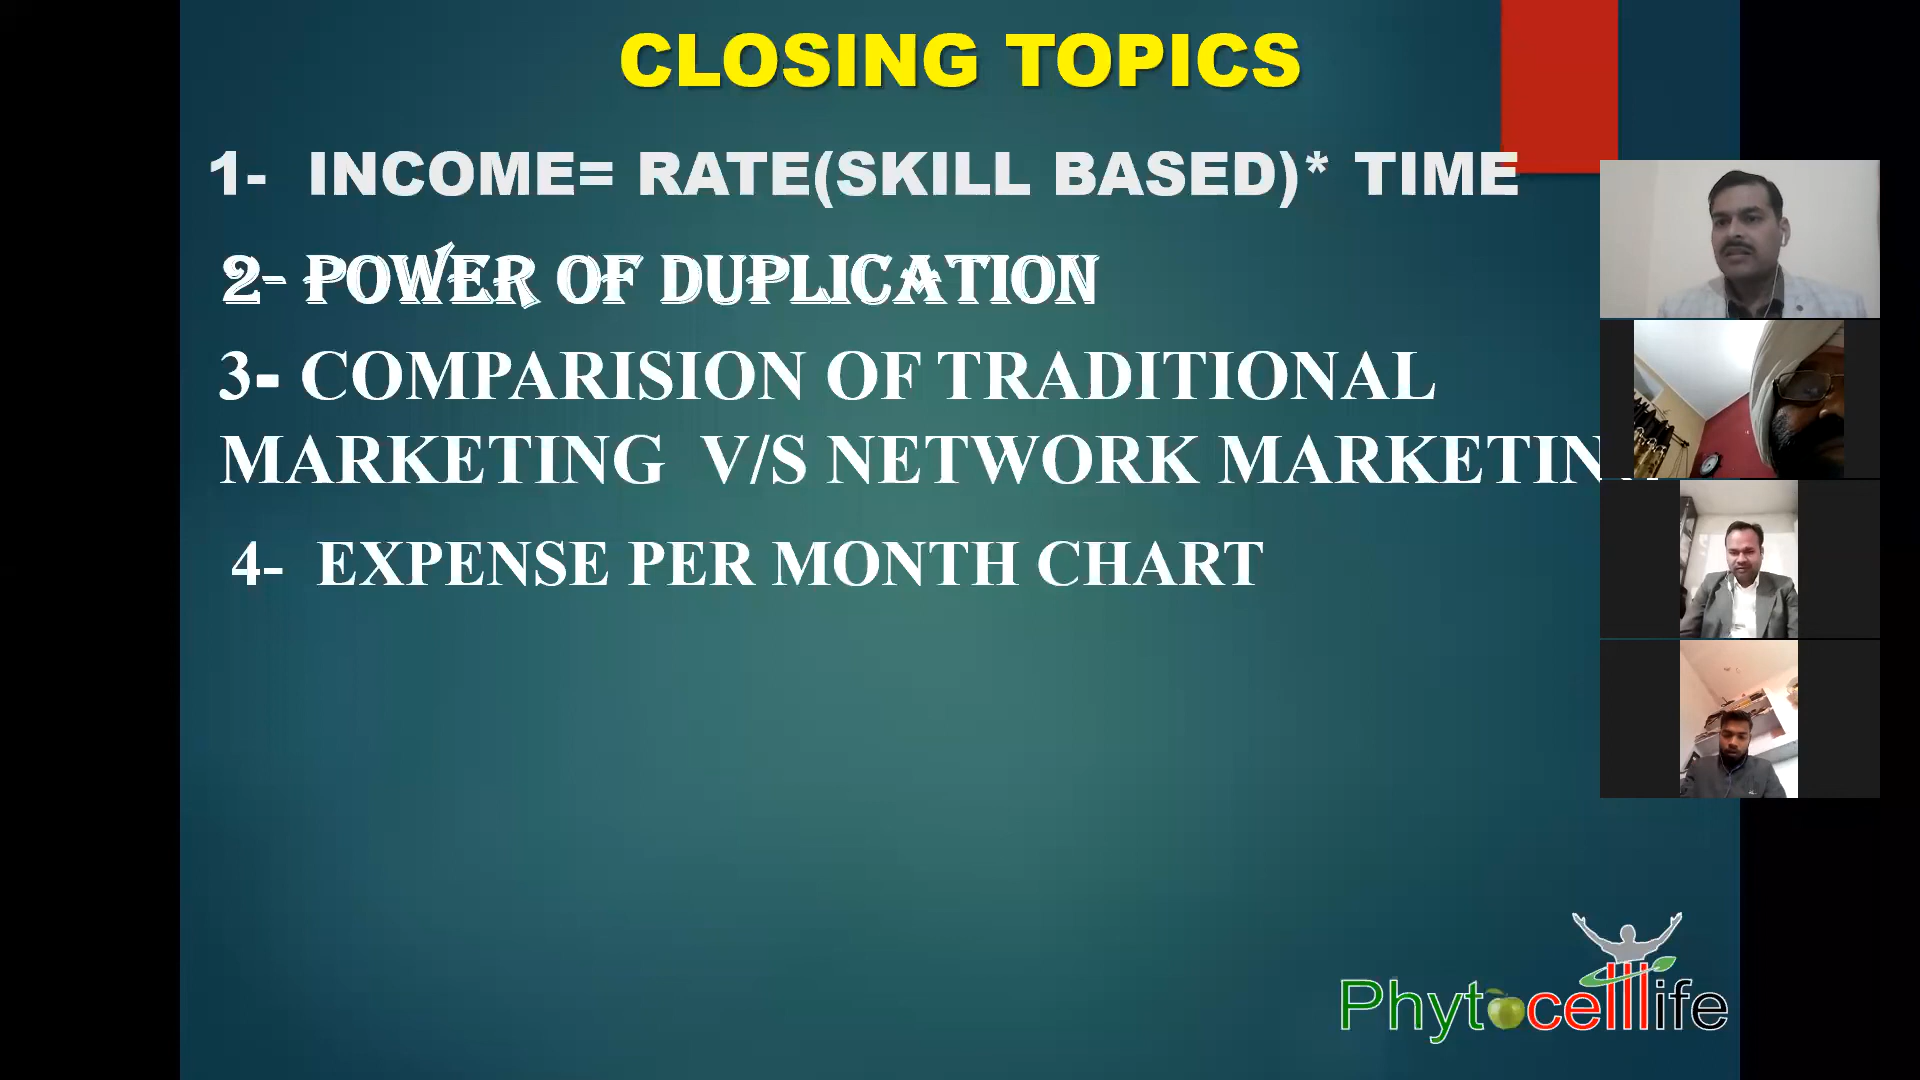 CLOSING TOPICS
1- INCOME= RATE(SKILL BASED)* TIME
2- POWER OF DUPLICATION
3- COMPARISION OF TRADITIONAL
MARKETING V/S NETWORK MARKETIN
4- EXPENSE PER MONTH CHART
Phytocelllife